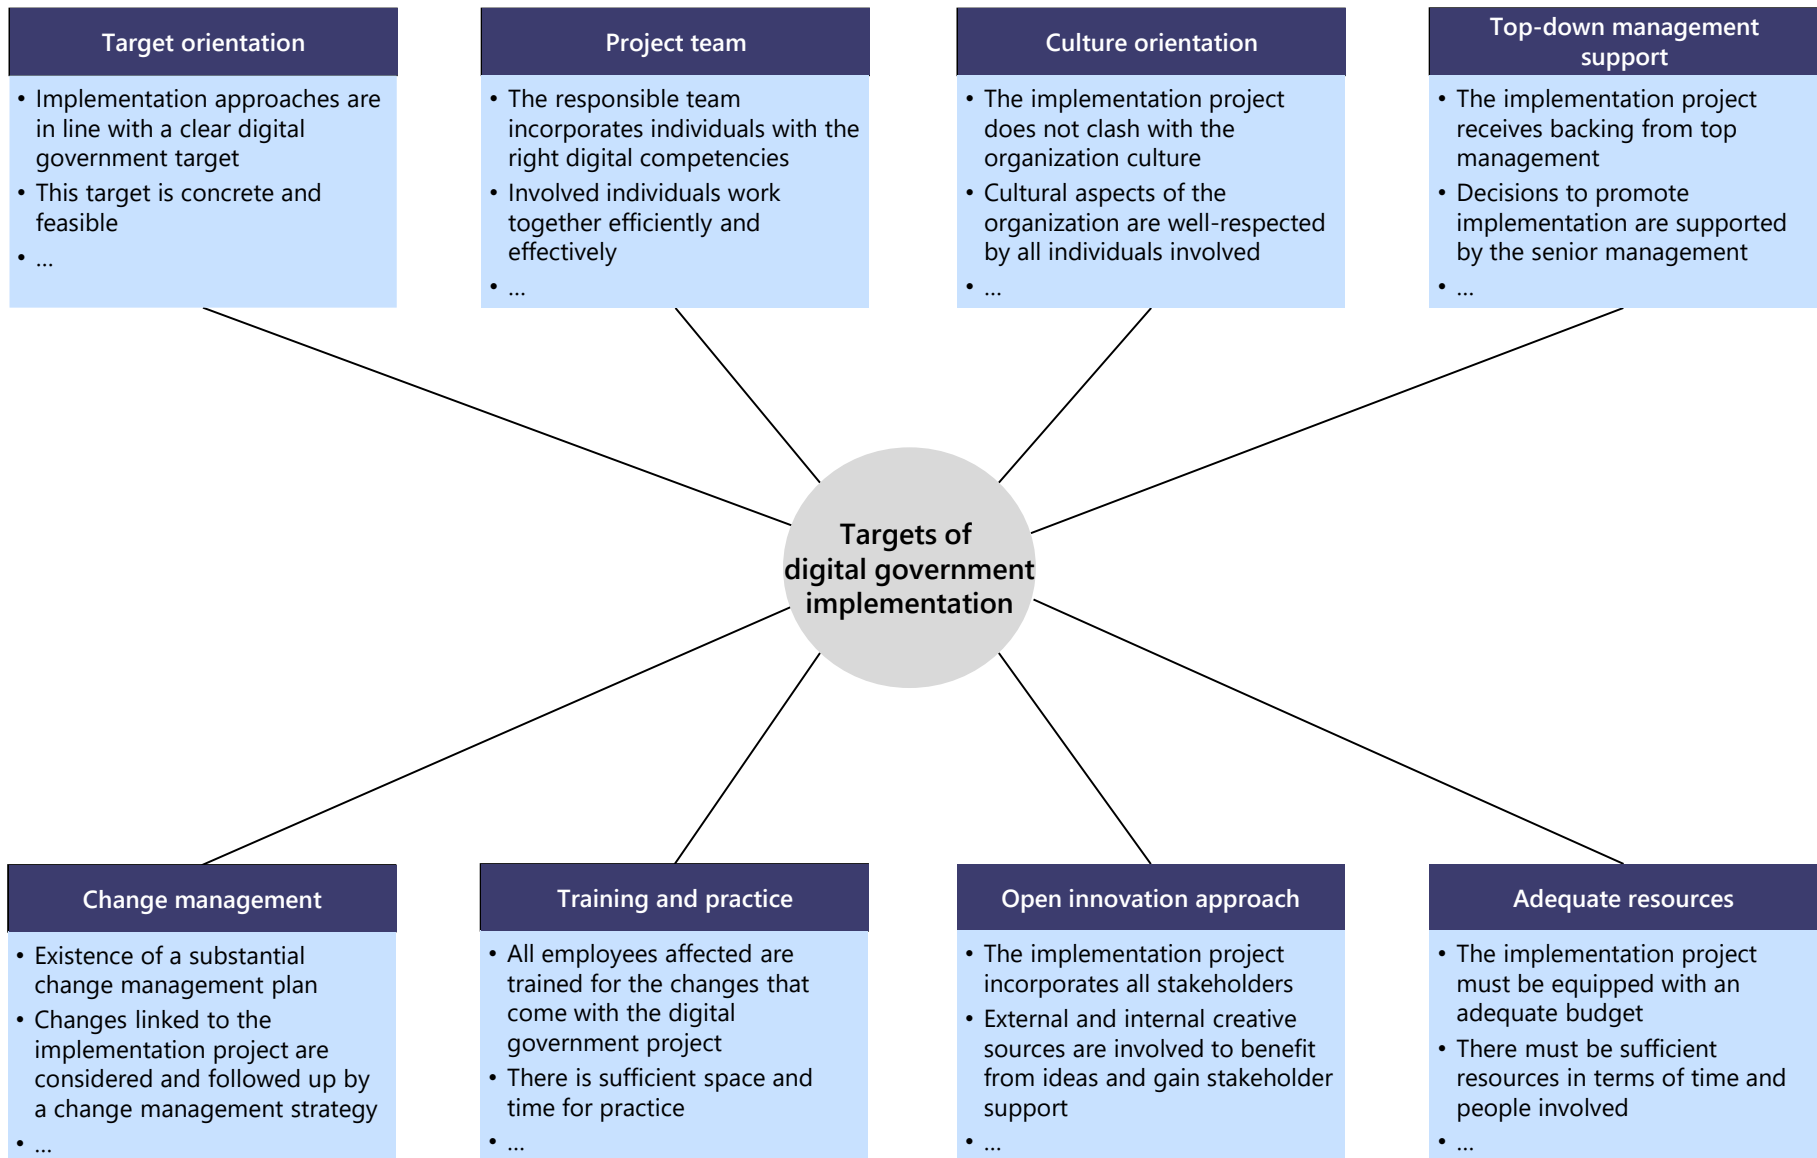 Target orientation
• Implementation approaches are
in line with a clear digital
government target
• This target is concrete and
feasible
• ...
Project team
• The responsible team
incorporates individuals with the
right digital competencies
• Involved individuals work
together efficiently and
effectively
• ...
Culture orientation
• The implementation project
does not clash with the
organization culture
• Cultural aspects of the
organization are well-respected
by all individuals involved
• ...
Top-down management
support
• The implementation project
receives backing from top
management
• Decisions to promote
implementation are supported
by the senior management
• ...
Targets of
digital government
implementation
Change management
• Existence of a substantial
change management plan
• Changes linked to the
implementation project are
considered and followed up by
a change management strategy
• ...
Training and practice
• All employees affected are
trained for the changes that
come with the digital
government project
• There is sufficient space and
time for practice
• ...
Open innovation approach
• The implementation project
incorporates all stakeholders
• External and internal creative
sources are involved to benefit
from ideas and gain stakeholder
support
• ...
Adequate resources
• The implementation project
must be equipped with an
adequate budget
• There must be sufficient
resources in terms of time and
people involved
• ...